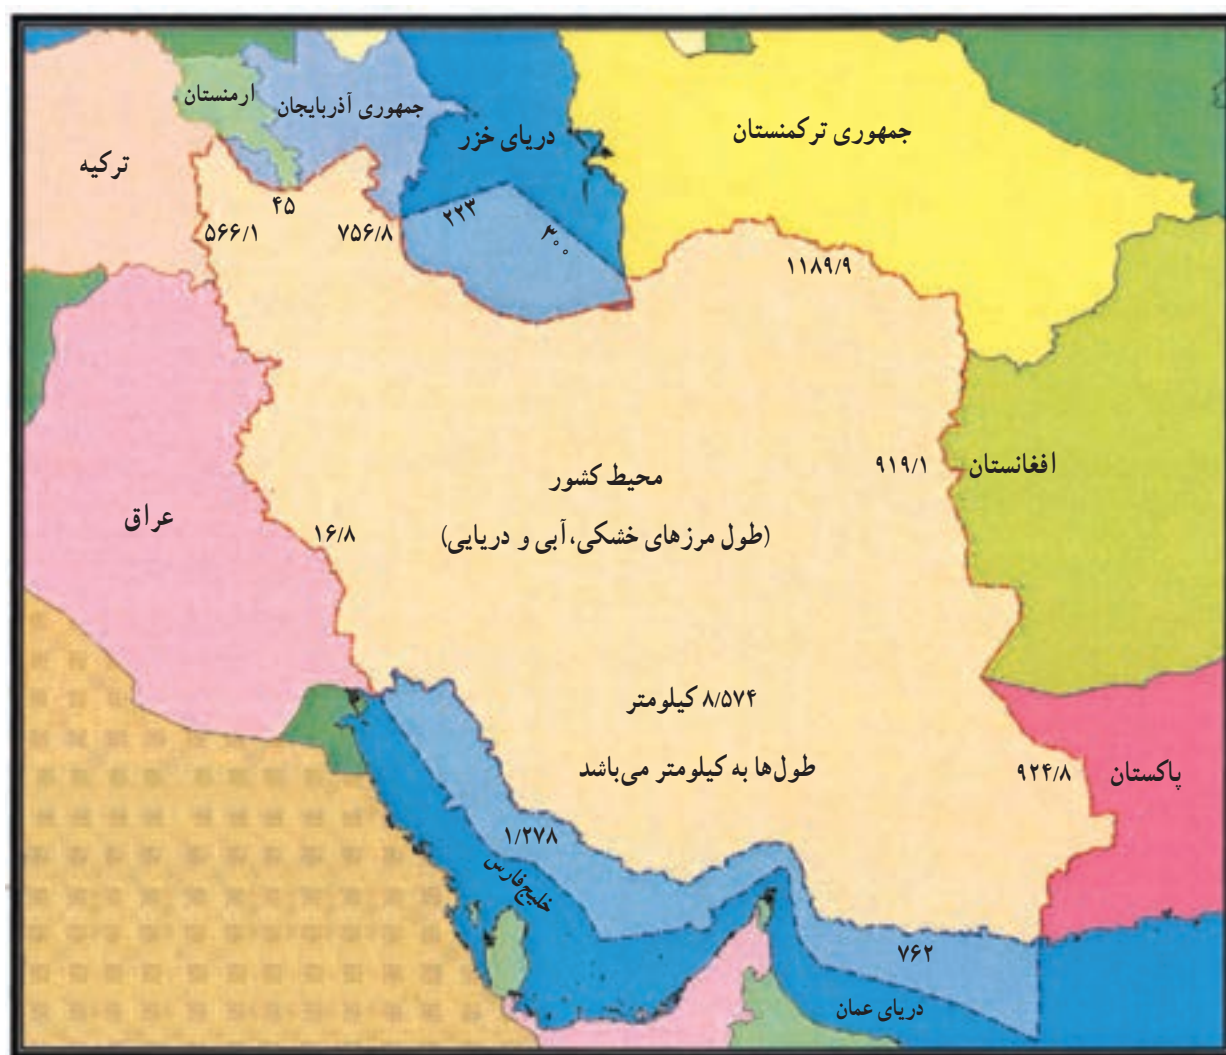 ارمنستان
جمهوری آذربایجان
دریای خزر
جمهوری ترکمنستان
ترکیه
۴۵
۲۲۳
۳۰۰
۵۶۶/۱
۷۵۶/۸
۱۱۸۹/۹
افغانستان
۹۱۹/۱
محیط کشور
(طول مرزهای خشکی، آبی و دریایی)
عراق
۱۶/۸
۸/۵۷۴ کیلومتر
طول‌ها به کیلومتر می‌باشد
۹۲۴/۸
پاکستان
۱/۲۷۸
خلیج فارس
۷۶۲
دریای عمان